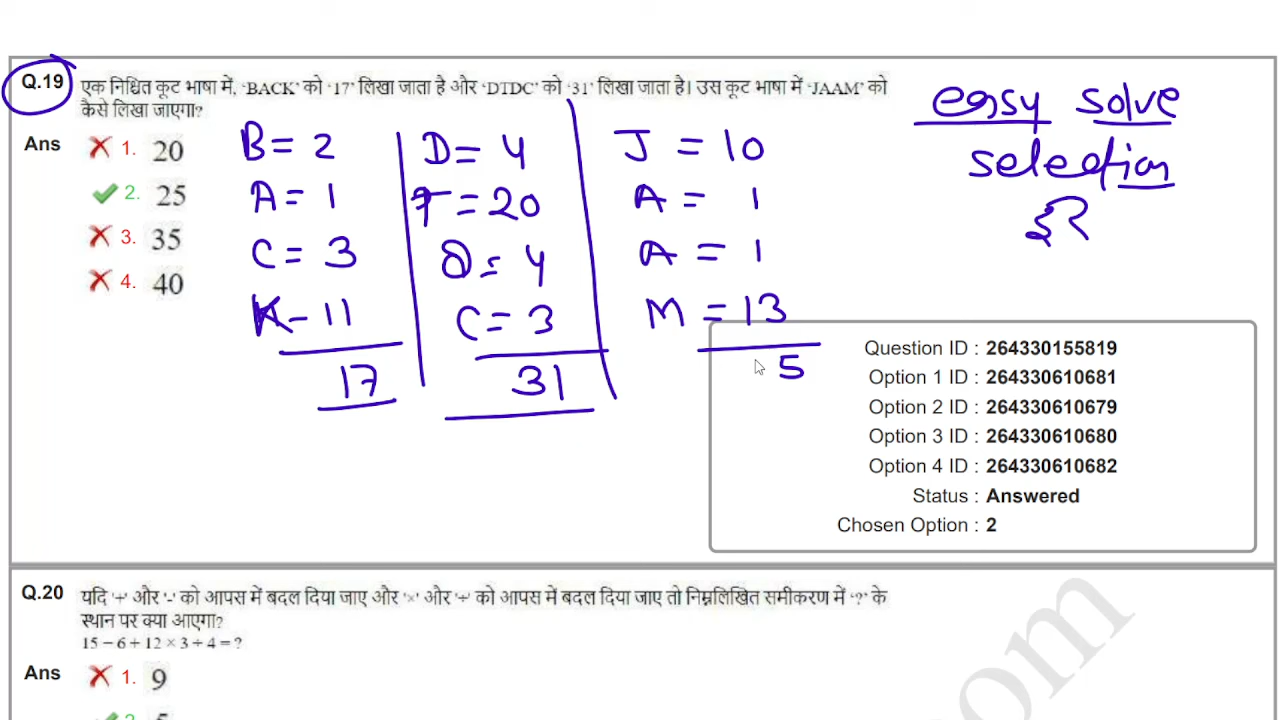 Q.19 एक निश्चित कूट भाषा में, 'BACK' को '17' लिखा जाता है और 'DTDC' को '31' लिखा जाता है। उस कूट भाषा में 'JAAM' को
कैसे लिखा जाएगा?
Ans 1. 20
2. 25
3. 35
4. 40
B = 2
A = 1
C = 3
K - 11
17
D = 4
T = 20
D = 4
C = 3
31
J = 10
A = 1
A = 1
M = 13
5
easy solve
selection
Question ID : 264330155819
Option 1 ID : 264330610681
Option 2 ID : 264330610679
Option 3 ID : 264330610680
Option 4 ID : 264330610682
Status : Answered
Chosen Option : 2
Q.20 यदि '+' और '-' को आपस में बदल दिया जाए और '×' और '÷' को आपस में बदल दिया जाए तो निम्नलिखित समीकरण में '?' के
स्थान पर क्या आएगा?
15 − 6 + 12 × 3 ÷ 4 = ?
Ans 1. 9
om